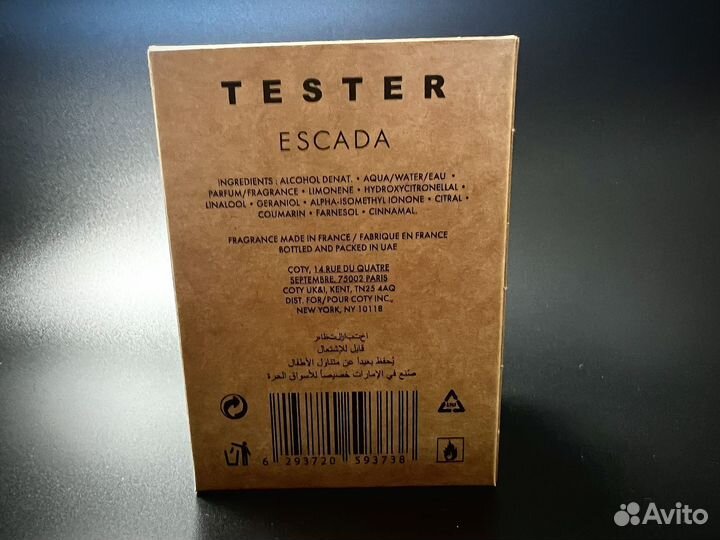 TESTER
ESCADA
INGREDIENTS : ALCOHOL DENAT. • AQUA/WATER/EAU •
PARFUM/FRAGRANCE • LIMONENE • HYDROXYCITRONELLAL •
LINALOOL • GERANIOL • ALPHA-ISOMETHYL IONONE • CITRAL •
COUMARIN • FARNESOL • CINNAMAL.
FRAGRANCE MADE IN FRANCE / FABRIQUE EN FRANCE
BOTTLED AND PACKED IN UAE
COTY, 14 RUE DU QUATRE
SEPTEMBRE, 75002 PARIS
COTY UK&I, KENT, TN25 4AQ
DIST. FOR/POUR COTY INC.,
NEW YORK, NY 10118
قابل للإشتعال
يُحفظ بعيداً عن متناول الأطفال
صُنع في الإمارات خصيصاً للأسواق الحرة
6 293720 593738
Avito